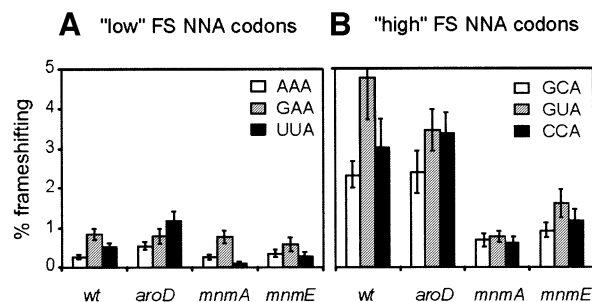 A "low" FS NNA codons B "high" FS NNA codons
% frameshifting
5
4
3
2
1
0
AAA
GAA
UUA
GCA
GUA
CCA
wt aroD mnmA mnmE wt aroD mnmA mnmE